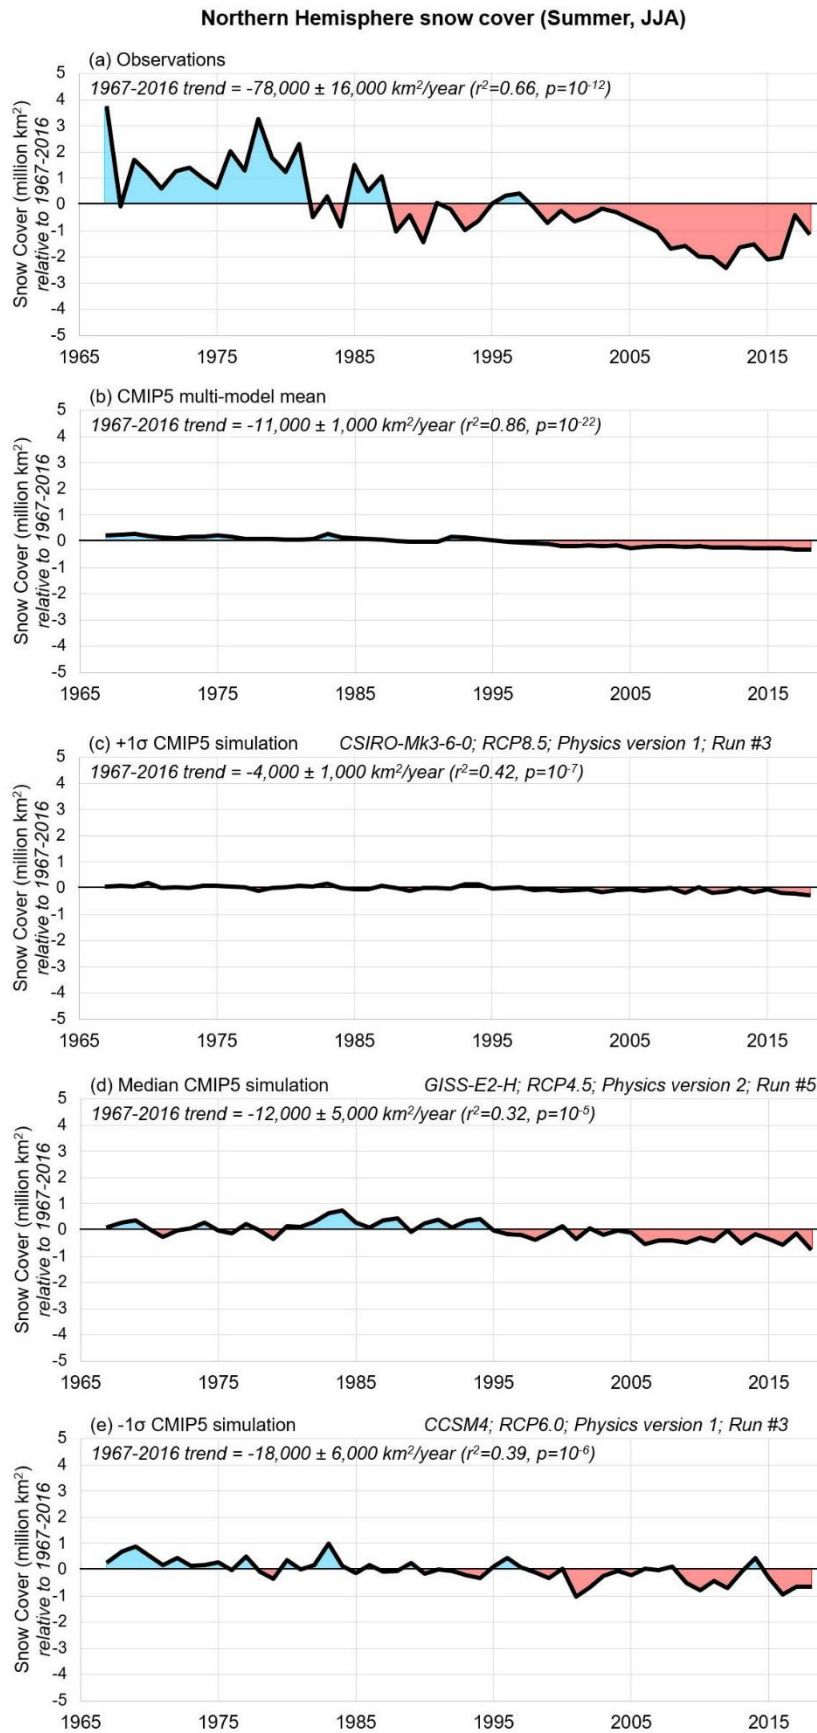 Northern Hemisphere snow cover (Summer, JJA)
(a) Observations
1967-2016 trend = -78,000 ± 16,000 km²/year (r²=0.66, p=10⁻¹²)
Snow Cover (million km²)
relative to 1967-2016
5
4
3
2
1
0
-1
-2
-3
-4
-5
1965 1975 1985 1995 2005 2015
(b) CMIP5 multi-model mean
1967-2016 trend = -11,000 ± 1,000 km²/year (r²=0.86, p=10⁻²²)
Snow Cover (million km²)
relative to 1967-2016
5
4
3
2
1
0
-1
-2
-3
-4
-5
1965 1975 1985 1995 2005 2015
(c) +1σ CMIP5 simulation CSIRO-Mk3-6-0; RCP8.5; Physics version 1; Run #3
1967-2016 trend = -4,000 ± 1,000 km²/year (r²=0.42, p=10⁻⁷)
Snow Cover (million km²)
relative to 1967-2016
5
4
3
2
1
0
-1
-2
-3
-4
-5
1965 1975 1985 1995 2005 2015
(d) Median CMIP5 simulation GISS-E2-H; RCP4.5; Physics version 2; Run #5
1967-2016 trend = -12,000 ± 5,000 km²/year (r²=0.32, p=10⁻⁵)
Snow Cover (million km²)
relative to 1967-2016
5
4
3
2
1
0
-1
-2
-3
-4
-5
1965 1975 1985 1995 2005 2015
(e) -1σ CMIP5 simulation CCSM4; RCP6.0; Physics version 1; Run #3
1967-2016 trend = -18,000 ± 6,000 km²/year (r²=0.39, p=10⁻⁶)
Snow Cover (million km²)
relative to 1967-2016
5
4
3
2
1
0
-1
-2
-3
-4
-5
1965 1975 1985 1995 2005 2015